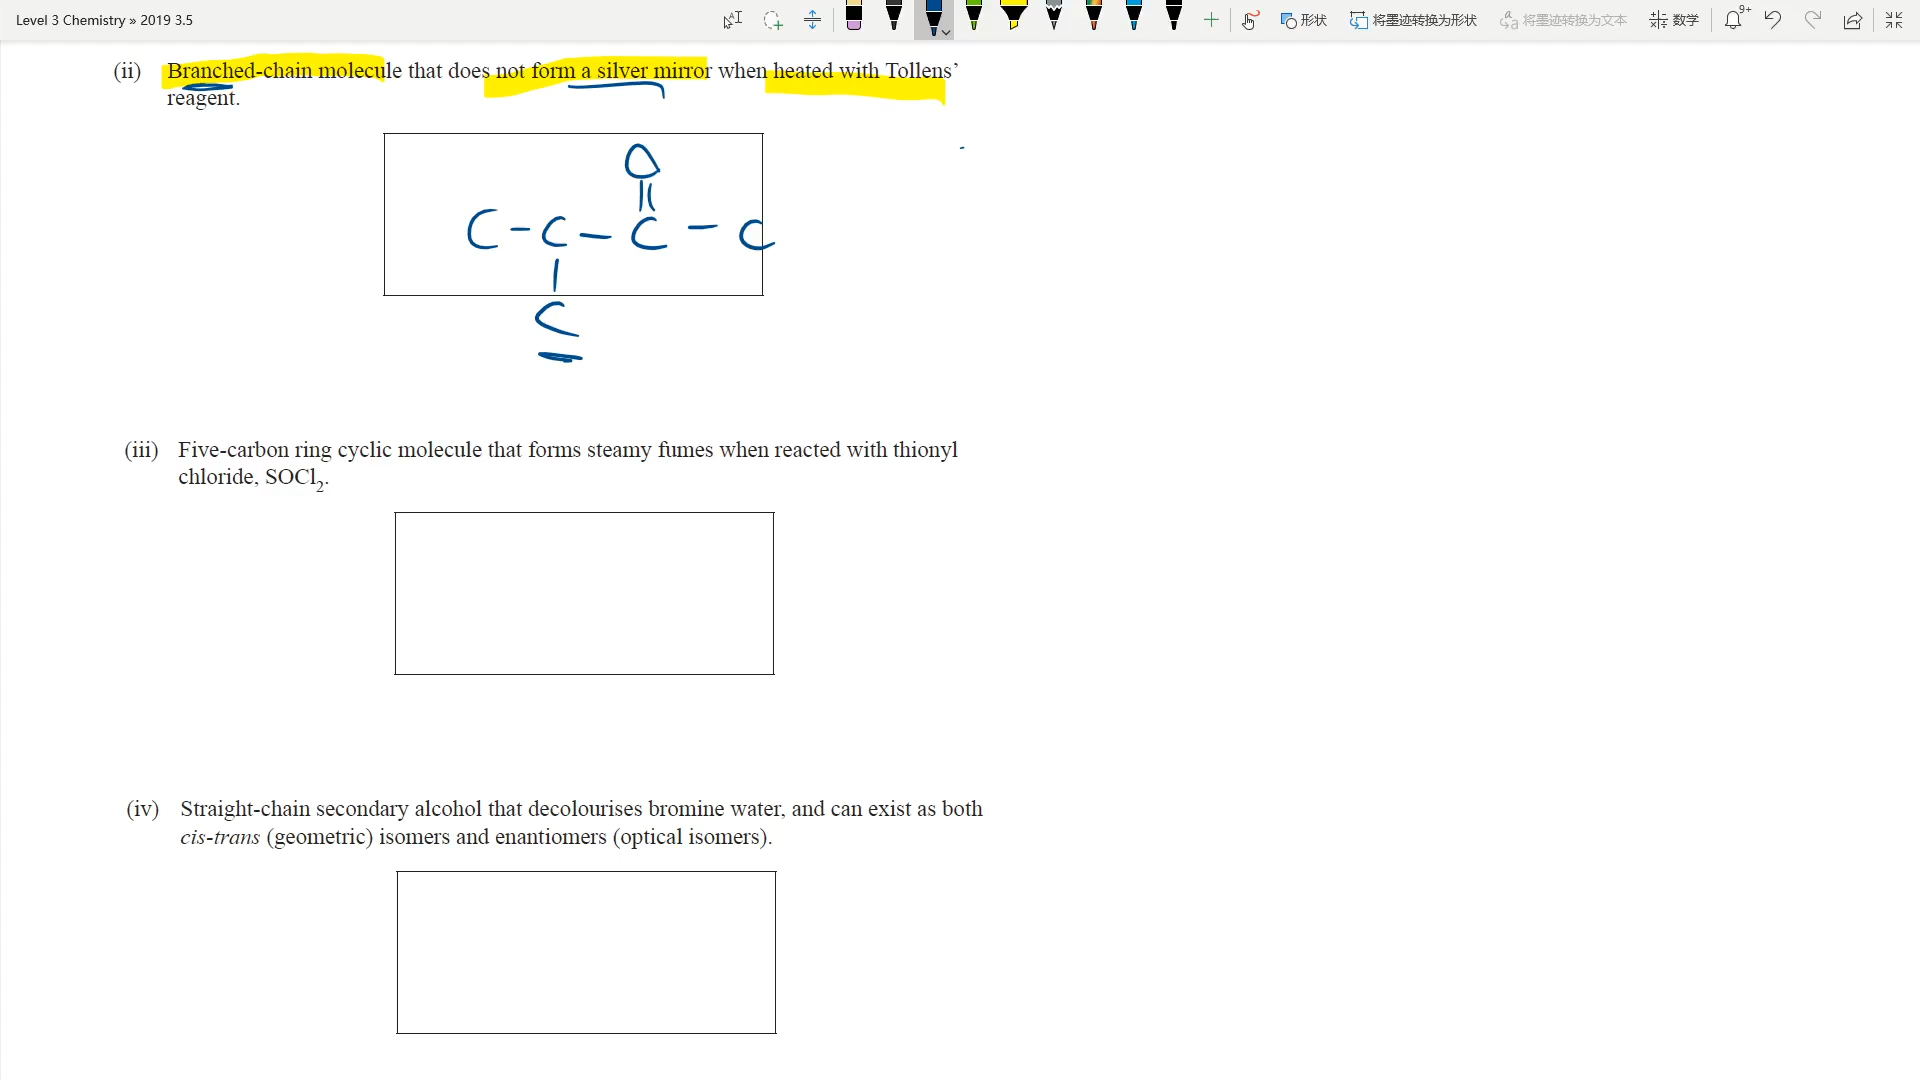 Level 3 Chemistry » 2019 3.5
形状
将墨迹转换为形状
将墨迹转换为文本
数学
9+
(ii) Branched-chain molecule that does not form a silver mirror when heated with Tollens’
reagent.
O
C - C - C - C
C
(iii) Five-carbon ring cyclic molecule that forms steamy fumes when reacted with thionyl
chloride, SOCl2.
(iv) Straight-chain secondary alcohol that decolourises bromine water, and can exist as both
cis-trans (geometric) isomers and enantiomers (optical isomers).